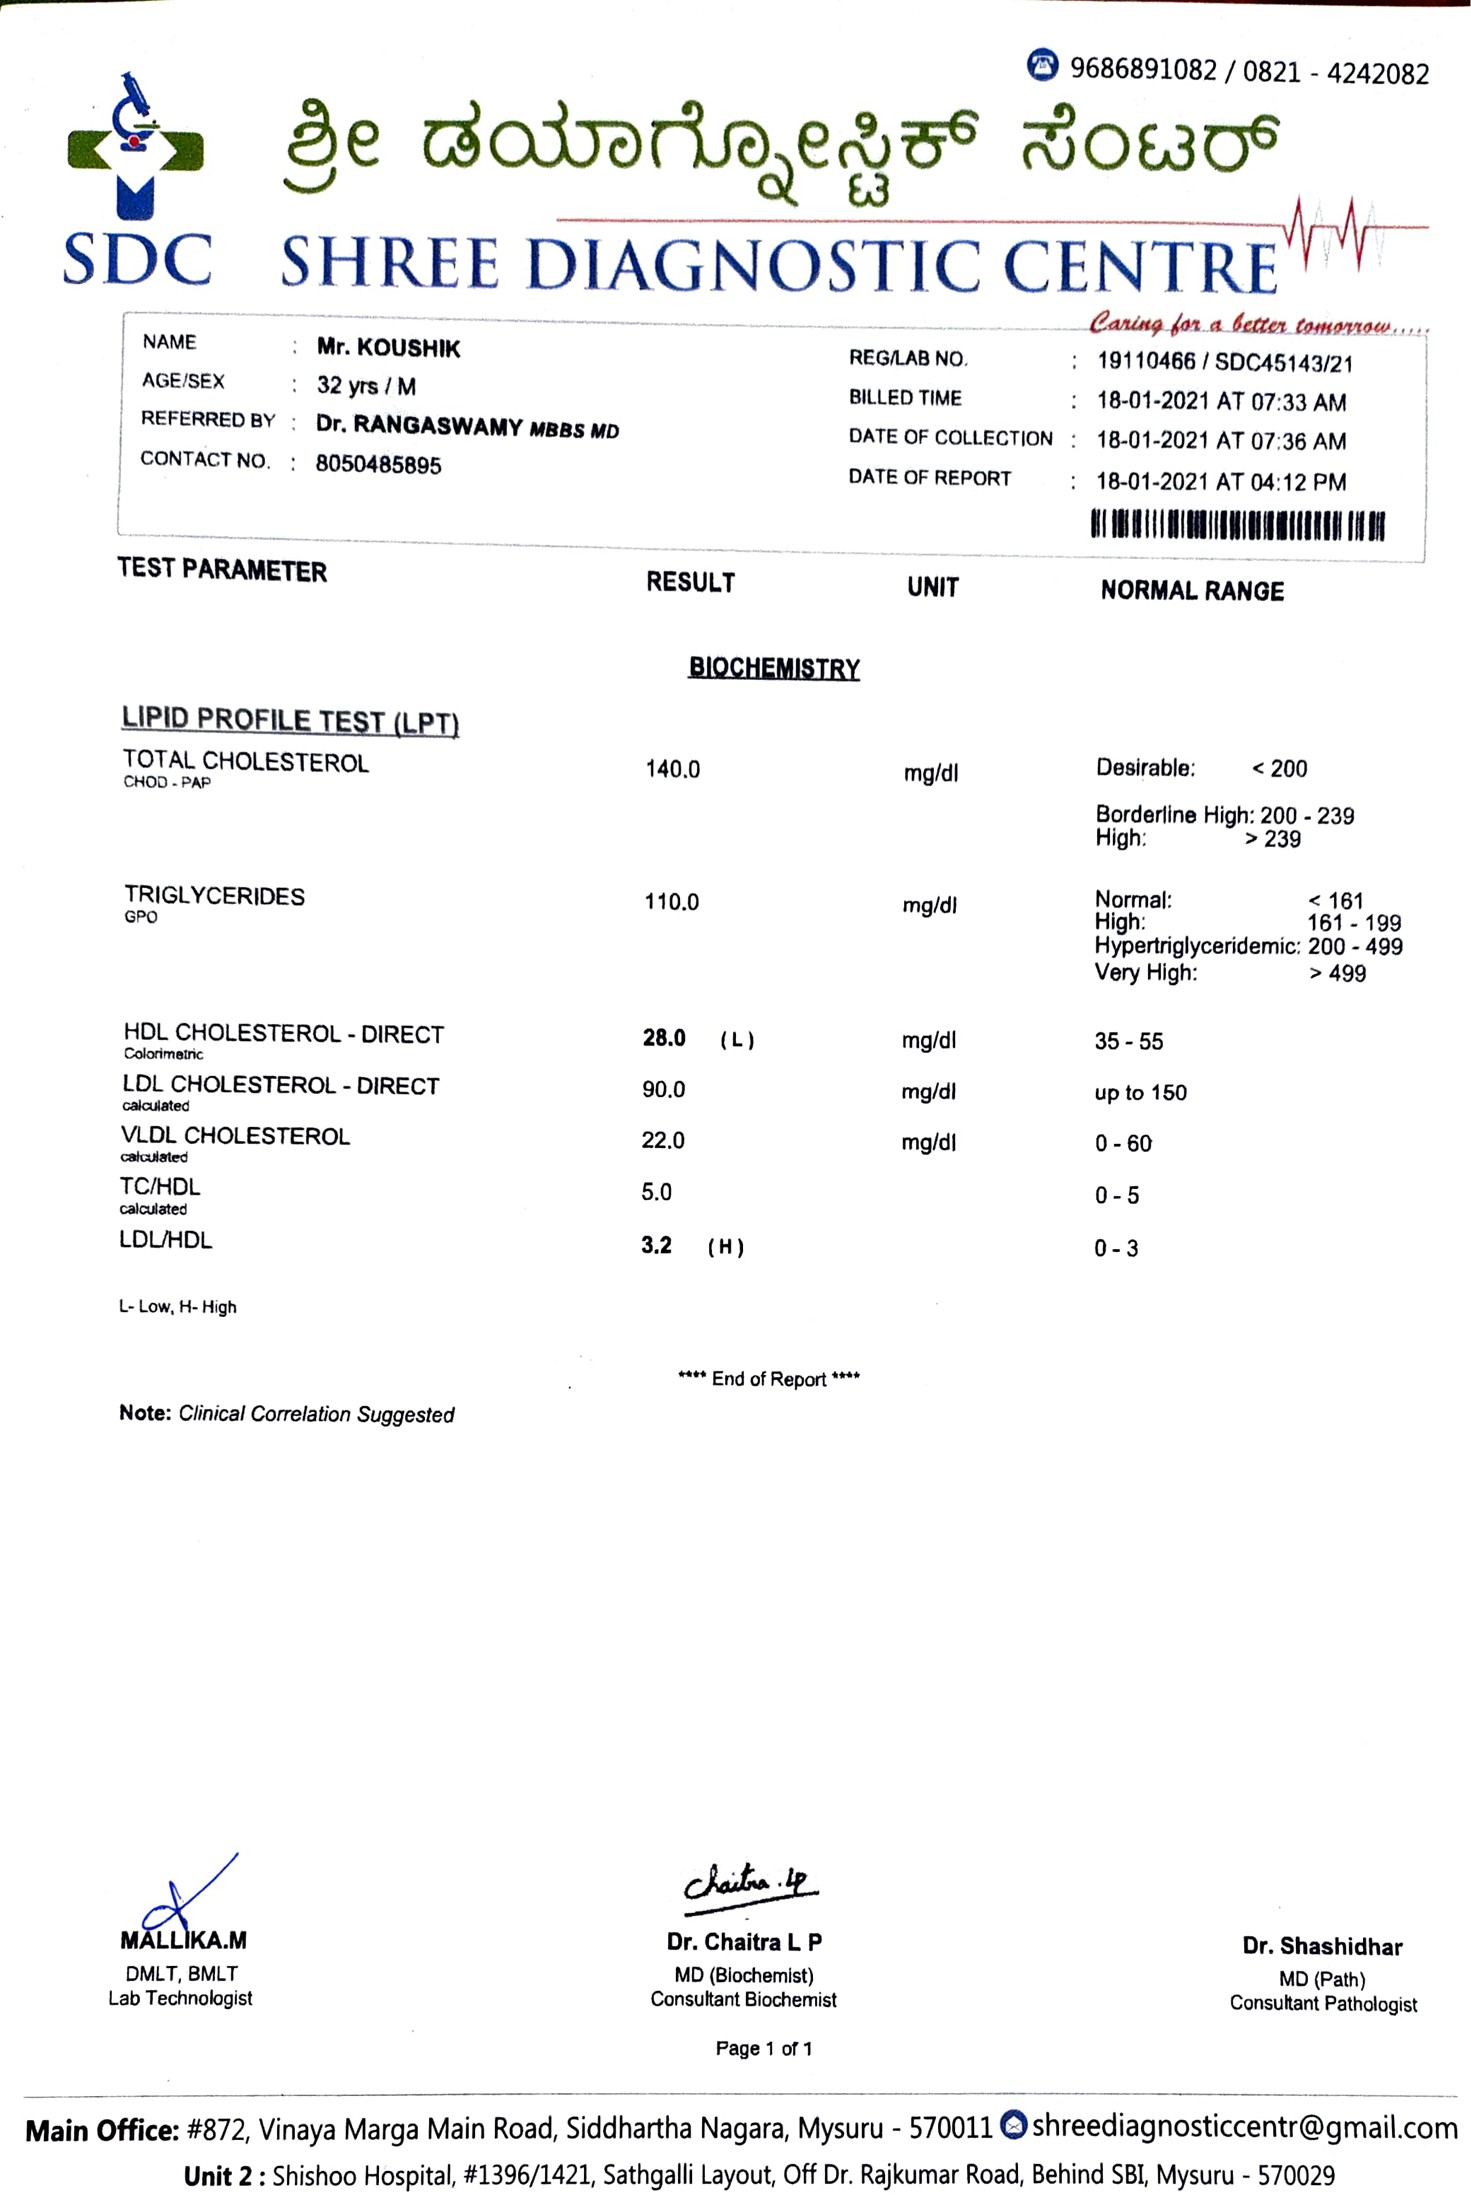 9686891082 / 0821 - 4242082
ಶ್ರೀ ಡಯಾಗ್ನೋಸ್ಟಿಕ್ ಸೆಂಟರ್
SDC SHREE DIAGNOSTIC CENTRE
Caring for a better tomorrow.....
NAME : Mr. KOUSHIK
AGE/SEX : 32 yrs / M
REFERRED BY : Dr. RANGASWAMY MBBS MD
CONTACT NO. : 8050485895
REG/LAB NO. : 19110466 / SDC45143/21
BILLED TIME : 18-01-2021 AT 07:33 AM
DATE OF COLLECTION : 18-01-2021 AT 07:36 AM
DATE OF REPORT : 18-01-2021 AT 04:12 PM
TEST PARAMETER RESULT UNIT NORMAL RANGE
BIOCHEMISTRY
LIPID PROFILE TEST (LPT)
TOTAL CHOLESTEROL 140.0 mg/dl Desirable: < 200
CHOD - PAP
Borderline High: 200 - 239
High: > 239
TRIGLYCERIDES 110.0 mg/dl Normal: < 161
GPO High: 161 - 199
Hypertriglyceridemic: 200 - 499
Very High: > 499
HDL CHOLESTEROL - DIRECT 28.0 ( L ) mg/dl 35 - 55
Colorimetric
LDL CHOLESTEROL - DIRECT 90.0 mg/dl up to 150
calculated
VLDL CHOLESTEROL 22.0 mg/dl 0 - 60
calculated
TC/HDL 5.0 0 - 5
calculated
LDL/HDL 3.2 ( H ) 0 - 3
L- Low, H- High
**** End of Report ****
Note: Clinical Correlation Suggested
Chaitra .LP
MALLIKA.M
DMLT, BMLT
Lab Technologist
Dr. Chaitra L P
MD (Biochemist)
Consultant Biochemist
Dr. Shashidhar
MD (Path)
Consultant Pathologist
Page 1 of 1
Main Office: #872, Vinaya Marga Main Road, Siddhartha Nagara, Mysuru - 570011 shreediagnosticcentr@gmail.com
Unit 2 : Shishoo Hospital, #1396/1421, Sathgalli Layout, Off Dr. Rajkumar Road, Behind SBI, Mysuru - 570029